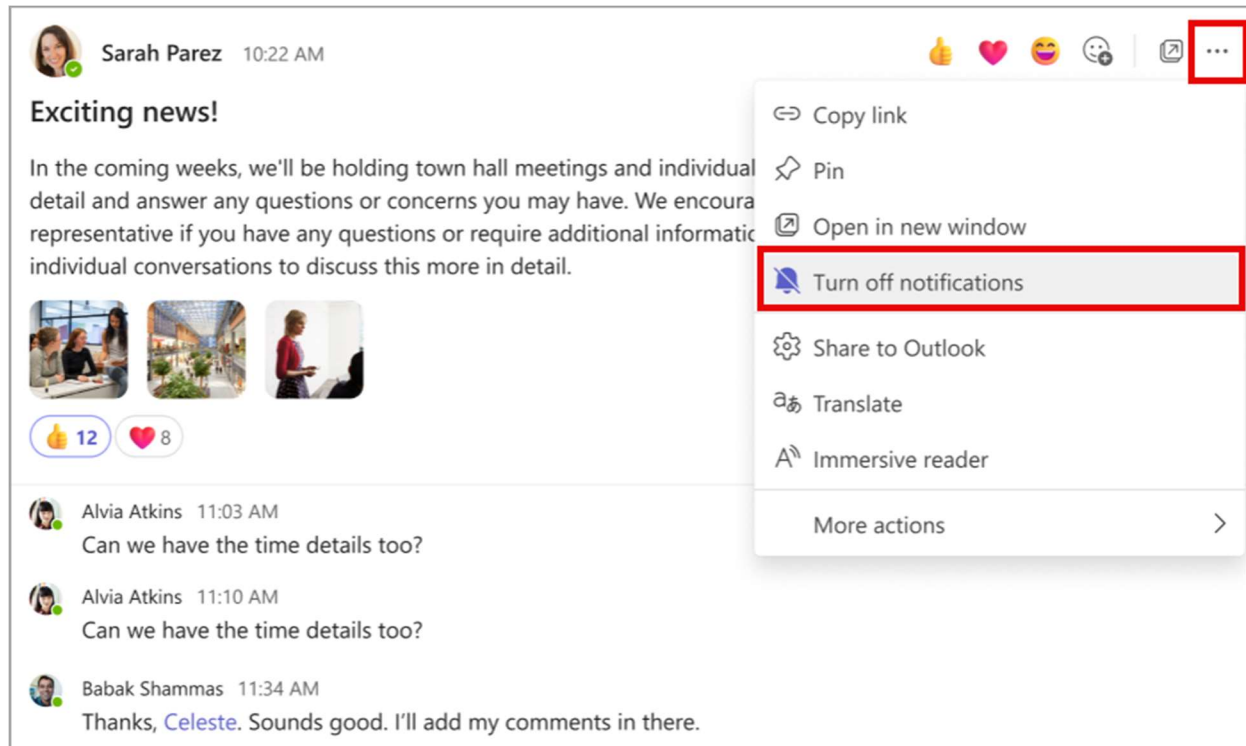 Sarah Parez 10:22 AM
Exciting news!
In the coming weeks, we'll be holding town hall meetings and individual
detail and answer any questions or concerns you may have. We encoura
representative if you have any questions or require additional informatic
individual conversations to discuss this more in detail.
12 8
Copy link
Pin
Open in new window
Turn off notifications
Share to Outlook
Translate
Immersive reader
More actions
Alvia Atkins 11:03 AM
Can we have the time details too?
Alvia Atkins 11:10 AM
Can we have the time details too?
Babak Shammas 11:34 AM
Thanks, Celeste. Sounds good. I’ll add my comments in there.